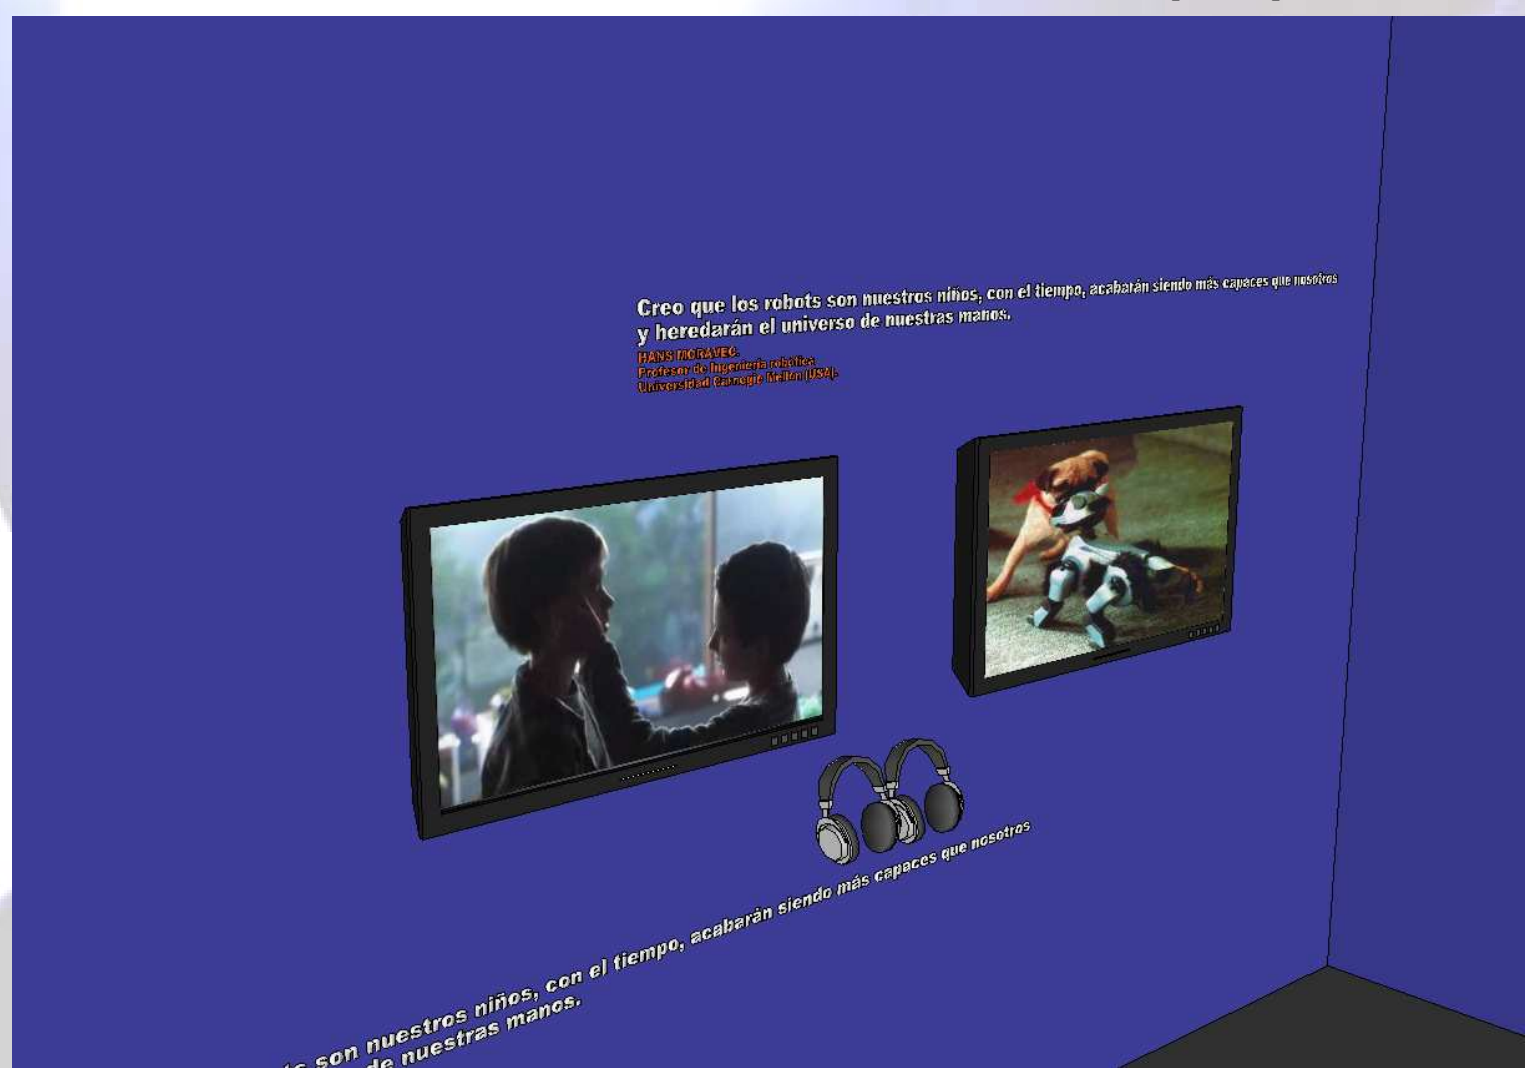 Creo que los robots son nuestros niños, con el tiempo, acabarán siendo más capaces que nosotros
y heredarán el universo de nuestras manos.
HANS MORAVEC.
Profesor de Ingeniería robótica
Universidad Carnegie Mellon (USA).
son nuestros niños, con el tiempo, acabarán siendo más capaces que nosotros
de nuestras manos.